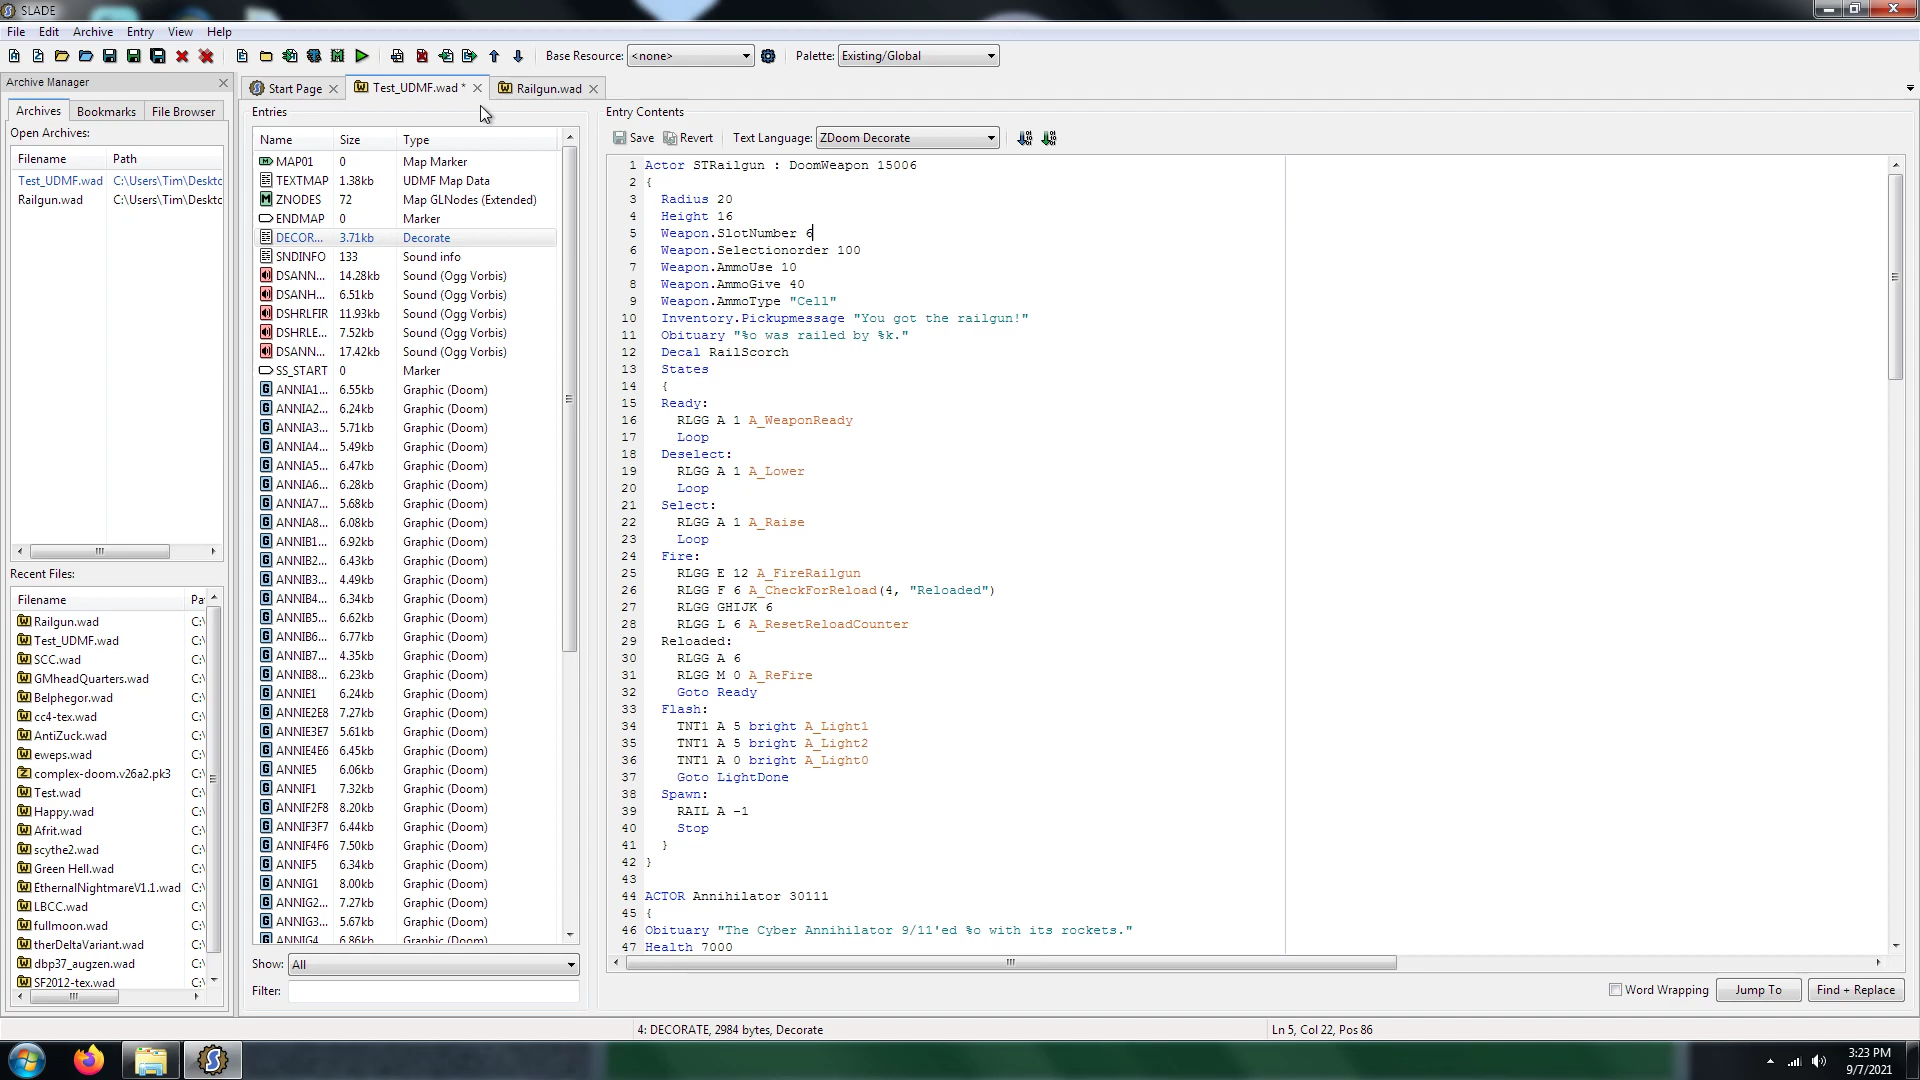 SLADE
File Edit Archive Entry View Help
Base Resource: <none> Palette: Existing/Global
Archive Manager
Start Page Test_UDMF.wad * Railgun.wad
Archives Bookmarks File Browser
Open Archives:
Filename Path
Test_UDMF.wad C:\Users\Tim\Deskto
Railgun.wad C:\Users\Tim\Deskto
Recent Files:
Filename Pa
Railgun.wad C:\
Test_UDMF.wad C:\
SCC.wad C:\
GMheadQuarters.wad C:\
Belphegor.wad C:\
cc4-tex.wad C:\
AntiZuck.wad C:\
eweps.wad C:\
complex-doom.v26a2.pk3 C:\
Test.wad C:\
Happy.wad C:\
Afrit.wad C:\
scythe2.wad C:\
Green Hell.wad C:\
EthernalNightmareV1.1.wad C:\
LBCC.wad C:\
fullmoon.wad C:\
therDeltaVariant.wad C:\
dbp37_augzen.wad C:\
SF2012-tex.wad C:\
Entries
Name Size Type
MAP01 0 Map Marker
TEXTMAP 1.38kb UDMF Map Data
ZNODES 72 Map GLNodes (Extended)
ENDMAP 0 Marker
DECOR... 3.71kb Decorate
SNDINFO 133 Sound info
DSANN... 14.28kb Sound (Ogg Vorbis)
DSANH... 6.51kb Sound (Ogg Vorbis)
DSHRLFIR 11.93kb Sound (Ogg Vorbis)
DSHRLE... 7.52kb Sound (Ogg Vorbis)
DSANN... 17.42kb Sound (Ogg Vorbis)
SS_START 0 Marker
ANNIA1... 6.55kb Graphic (Doom)
ANNIA2... 6.24kb Graphic (Doom)
ANNIA3... 5.71kb Graphic (Doom)
ANNIA4... 5.49kb Graphic (Doom)
ANNIA5... 6.47kb Graphic (Doom)
ANNIA6... 6.28kb Graphic (Doom)
ANNIA7... 5.68kb Graphic (Doom)
ANNIA8... 6.08kb Graphic (Doom)
ANNIB1... 6.92kb Graphic (Doom)
ANNIB2... 6.43kb Graphic (Doom)
ANNIB3... 4.49kb Graphic (Doom)
ANNIB4... 6.34kb Graphic (Doom)
ANNIB5... 6.62kb Graphic (Doom)
ANNIB6... 6.77kb Graphic (Doom)
ANNIB7... 4.35kb Graphic (Doom)
ANNIB8... 6.23kb Graphic (Doom)
ANNIE1 6.24kb Graphic (Doom)
ANNIE2E8 7.27kb Graphic (Doom)
ANNIE3E7 5.61kb Graphic (Doom)
ANNIE4E6 6.45kb Graphic (Doom)
ANNIE5 6.06kb Graphic (Doom)
ANNIF1 7.32kb Graphic (Doom)
ANNIF2F8 8.20kb Graphic (Doom)
ANNIF3F7 6.44kb Graphic (Doom)
ANNIF4F6 7.50kb Graphic (Doom)
ANNIF5 6.34kb Graphic (Doom)
ANNIG1 8.00kb Graphic (Doom)
ANNIG2... 7.27kb Graphic (Doom)
ANNIG3... 5.67kb Graphic (Doom)
ANNIG4 6.86kb Graphic (Doom)
Show: All
Filter:
Entry Contents
Save Revert Text Language: ZDoom Decorate
1 Actor STRailgun : DoomWeapon 15006
2 {
3 Radius 20
4 Height 16
5 Weapon.SlotNumber 6
6 Weapon.Selectionorder 100
7 Weapon.AmmoUse 10
8 Weapon.AmmoGive 40
9 Weapon.AmmoType "Cell"
10 Inventory.Pickupmessage "You got the railgun!"
11 Obituary "%o was railed by %k."
12 Decal RailScorch
13 States
14 {
15 Ready:
16 RLGG A 1 A_WeaponReady
17 Loop
18 Deselect:
19 RLGG A 1 A_Lower
20 Loop
21 Select:
22 RLGG A 1 A_Raise
23 Loop
24 Fire:
25 RLGG E 12 A_FireRailgun
26 RLGG F 6 A_CheckForReload(4, "Reloaded")
27 RLGG GHIJK 6
28 RLGG L 6 A_ResetReloadCounter
29 Reloaded:
30 RLGG A 6
31 RLGG M 0 A_ReFire
32 Goto Ready
33 Flash:
34 TNT1 A 5 bright A_Light1
35 TNT1 A 5 bright A_Light2
36 TNT1 A 0 bright A_Light0
37 Goto LightDone
38 Spawn:
39 RAIL A -1
40 Stop
41 }
42 }
43
44 ACTOR Annihilator 30111
45 {
46 Obituary "The Cyber Annihilator 9/11'ed %o with its rockets."
47 Health 7000
Word Wrapping Jump To Find + Replace
4: DECORATE, 2984 bytes, Decorate Ln 5, Col 22, Pos 86
3:23 PM
9/7/2021